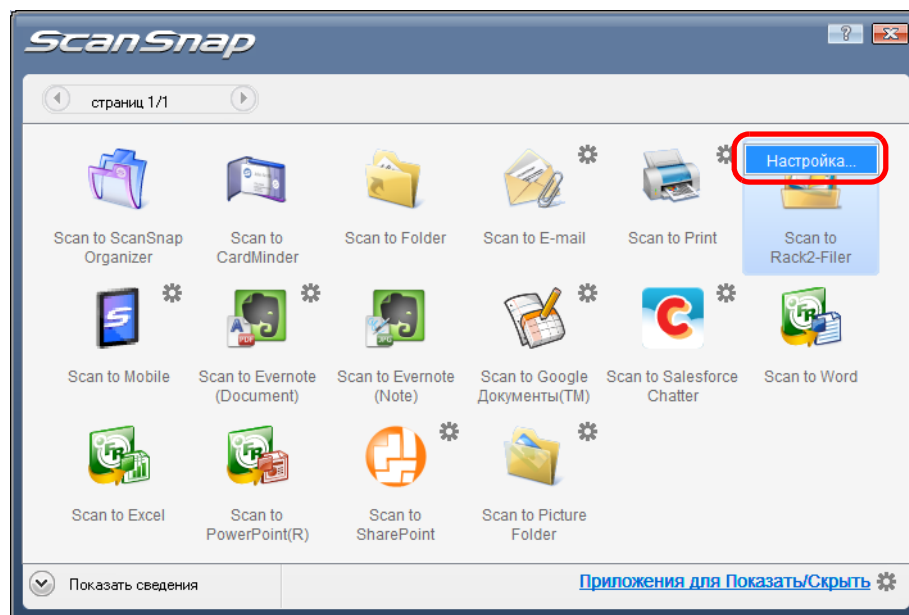 ScanSnap
?
страниц 1/1
Настройка...
Scan to ScanSnap
Organizer
Scan to
CardMinder
Scan to Folder
Scan to E-mail
Scan to Print
Scan to
Rack2-Filer
Scan to Mobile
Scan to Evernote
(Document)
Scan to Evernote
(Note)
Scan to Google
Документы(TM)
Scan to Salesforce
Chatter
Scan to Word
Scan to Excel
Scan to
PowerPoint(R)
Scan to
SharePoint
Scan to Picture
Folder
Показать сведения
Приложения для Показать/Скрыть